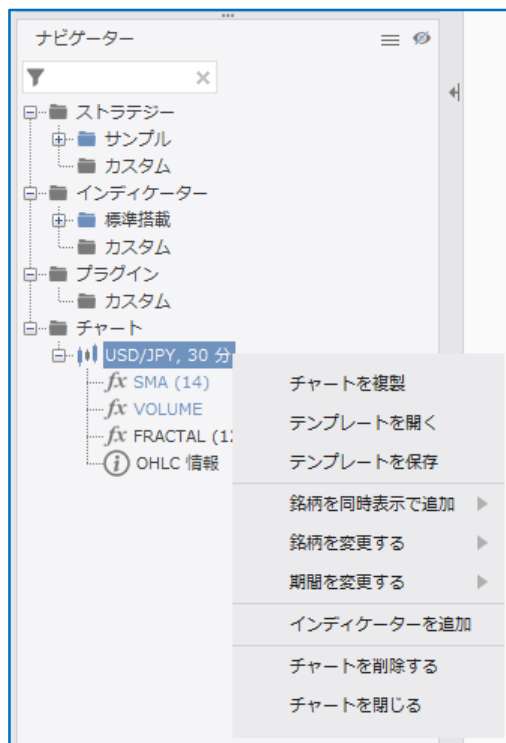 ナビゲーター
ストラテジー
サンプル
カスタム
インディケーター
標準搭載
カスタム
プラグイン
カスタム
チャート
USD/JPY, 30 分
fx SMA (14)
fx VOLUME
fx FRACTAL (12
i OHLC 情報
チャートを複製
テンプレートを開く
テンプレートを保存
銘柄を同時表示で追加
銘柄を変更する
期間を変更する
インディケーターを追加
チャートを削除する
チャートを閉じる